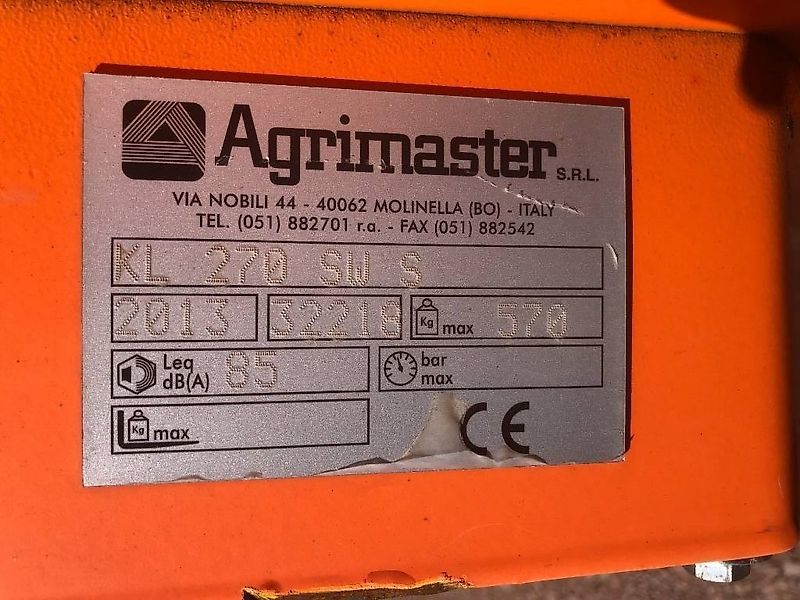 Agrimaster S.R.L.
VIA NOBILI 44 - 40062 MOLINELLA (BO) - ITALY
TEL. (051) 882701 r.a. - FAX (051) 882542
KL 270 SW S
2013 32218 Kg max 570
Leq dB(A) 85 bar max
Kg max CE